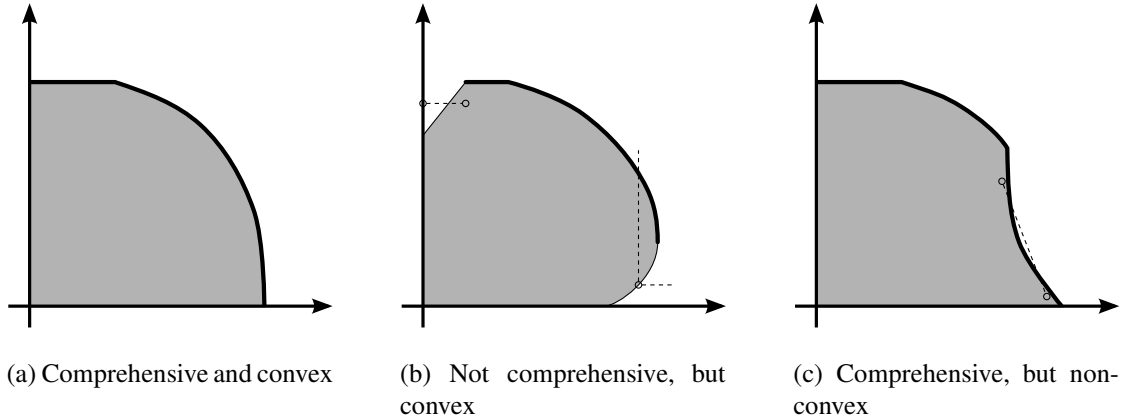 (a) Comprehensive and convex
(b) Not comprehensive, but
convex
(c) Comprehensive, but non-
convex